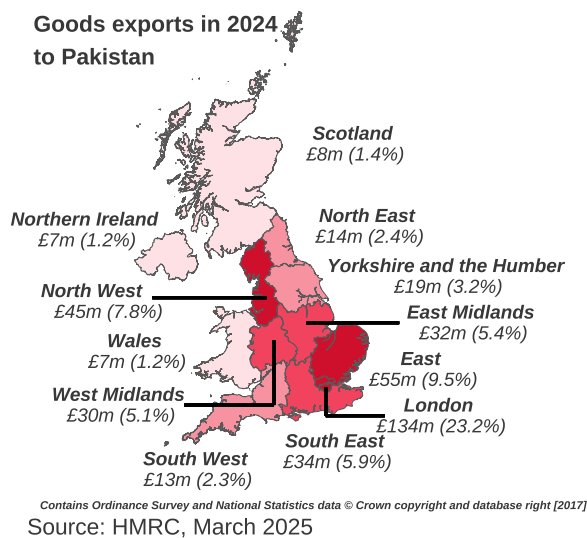 Goods exports in 2024
to Pakistan
Scotland
£8m (1.4%)
Northern Ireland
£7m (1.2%)
North East
£14m (2.4%)
Yorkshire and the Humber
£19m (3.2%)
North West
£45m (7.8%)
East Midlands
£32m (5.4%)
Wales
£7m (1.2%)
East
£55m (9.5%)
West Midlands
£30m (5.1%)
London
£134m (23.2%)
South East
£34m (5.9%)
South West
£13m (2.3%)
Contains Ordinance Survey and National Statistics data © Crown copyright and database right [2017]
Source: HMRC, March 2025